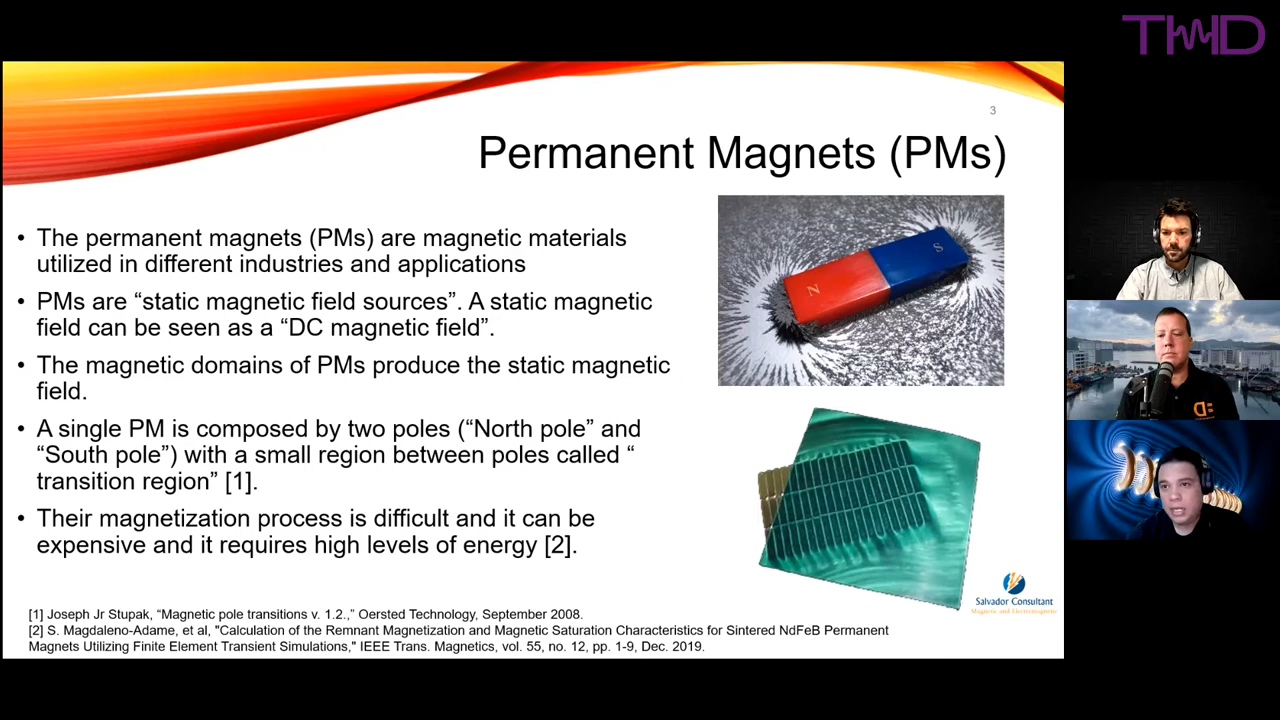 THD
3
Permanent Magnets (PMs)
• The permanent magnets (PMs) are magnetic materials
utilized in different industries and applications
• PMs are “static magnetic field sources”. A static magnetic
field can be seen as a “DC magnetic field”.
• The magnetic domains of PMs produce the static magnetic
field.
• A single PM is composed by two poles (“North pole” and
“South pole”) with a small region between poles called “
transition region” [1].
• Their magnetization process is difficult and it can be
expensive and it requires high levels of energy [2].
N
S
Salvador Consultant
Magnetic and Electromagnetic
[1] Joseph Jr Stupak, “Magnetic pole transitions v. 1.2.,” Oersted Technology, September 2008.
[2] S. Magdaleno-Adame, et al, "Calculation of the Remnant Magnetization and Magnetic Saturation Characteristics for Sintered NdFeB Permanent
Magnets Utilizing Finite Element Transient Simulations," IEEE Trans. Magnetics, vol. 55, no. 12, pp. 1-9, Dec. 2019.